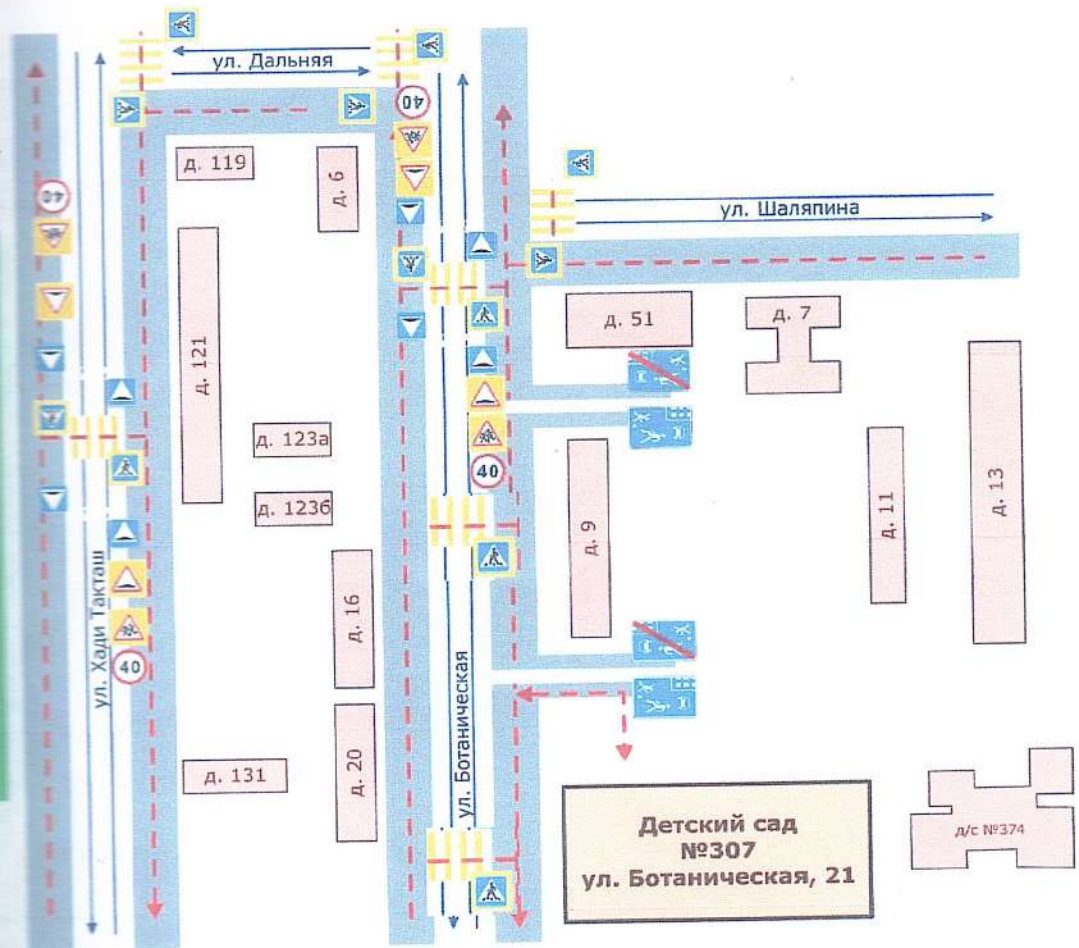 ул. Дальняя
40
40
д. 119
д. 6
ул. Шаляпина
д. 121
д. 51
д. 7
д. 123а
д. 123б
40
д. 9
д. 11
д. 13
ул. Хади Такташ
д. 16
40
ул. Ботаническая
д. 131
д. 20
Детский сад
№307
ул. Ботаническая, 21
д/с №374